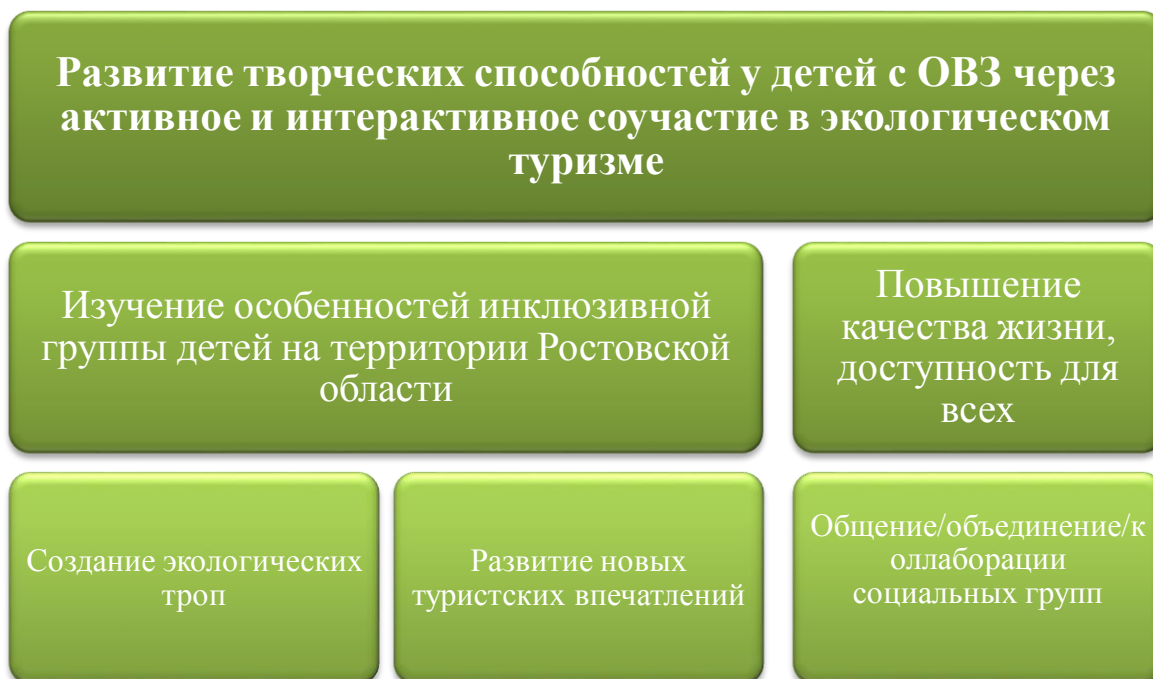 Развитие творческих способностей у детей с ОВЗ через
активное и интерактивное соучастие в экологическом
туризме
Изучение особенностей инклюзивной
группы детей на территории Ростовской
области
Повышение
качества жизни,
доступность для
всех
Создание экологических
троп
Развитие новых
туристских впечатлений
Общение/объединение/к
оллаборации
социальных групп